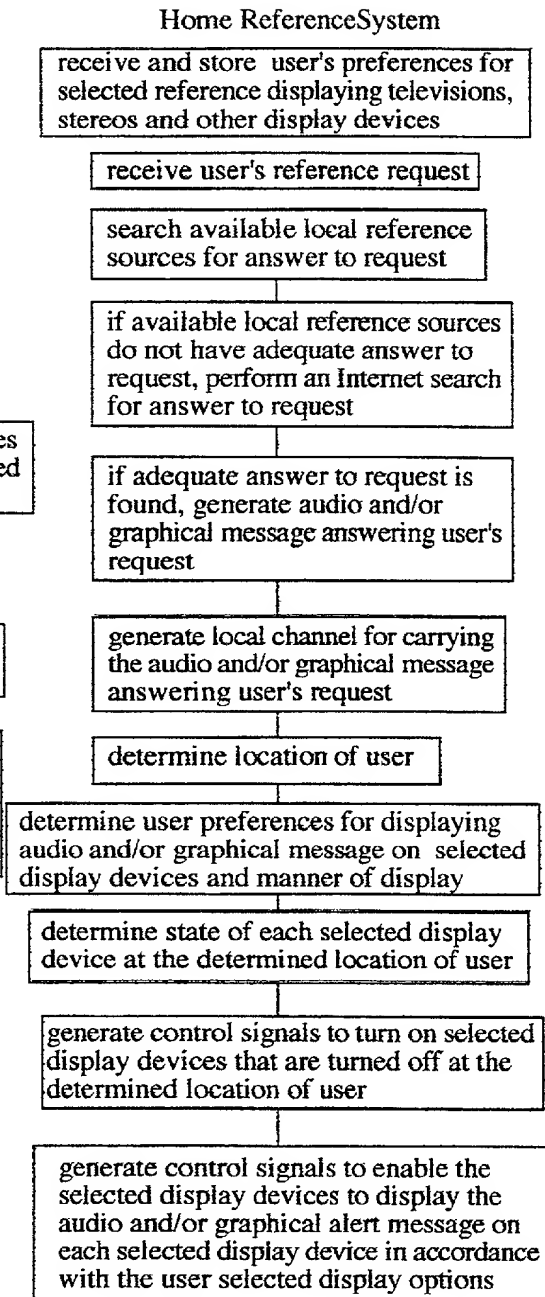 Home ReferenceSystem
receive and store user's preferences for
selected reference displaying televisions,
stereos and other display devices
receive user's reference request
search available local reference
sources for answer to request
if available local reference sources
do not have adequate answer to
request, perform an Internet search
for answer to request
if adequate answer to request is
found, generate audio and/or
graphical message answering user's
request
generate local channel for carrying
the audio and/or graphical message
answering user's request
determine location of user
determine user preferences for displaying
audio and/or graphical message on selected
display devices and manner of display
determine state of each selected display
device at the determined location of user
generate control signals to turn on selected
display devices that are turned off at the
determined location of user
generate control signals to enable the
selected display devices to display the
audio and/or graphical alert message on
each selected display device in accordance
with the user selected display options